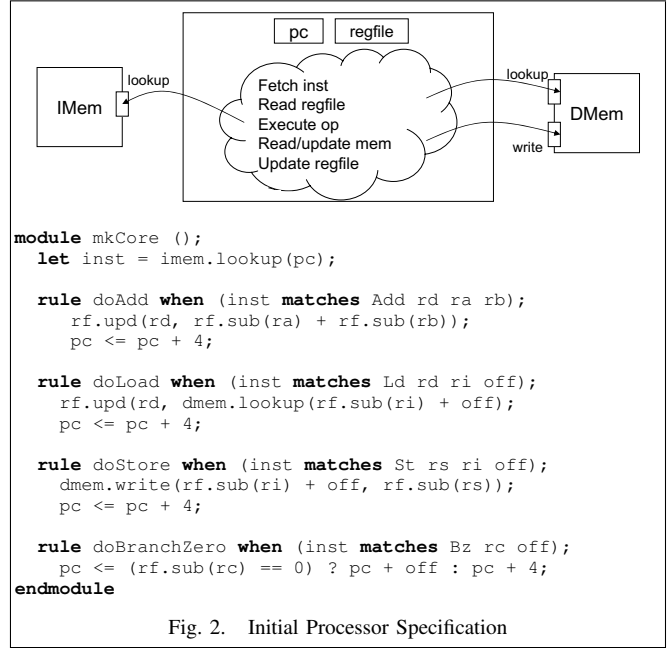 pc regfile
lookup
IMem
Fetch inst
Read regfile
Execute op
Read/update mem
Update regfile
lookup
DMem
write
module mkCore ();
let inst = imem.lookup(pc);
rule doAdd when (inst matches Add rd ra rb);
rf.upd(rd, rf.sub(ra) + rf.sub(rb));
pc <= pc + 4;
rule doLoad when (inst matches Ld rd ri off);
rf.upd(rd, dmem.lookup(rf.sub(ri) + off);
pc <= pc + 4;
rule doStore when (inst matches St rs ri off);
dmem.write(rf.sub(ri) + off, rf.sub(rs));
pc <= pc + 4;
rule doBranchZero when (inst matches Bz rc off);
pc <= (rf.sub(rc) == 0) ? pc + off : pc + 4;
endmodule
Fig. 2. Initial Processor Specification